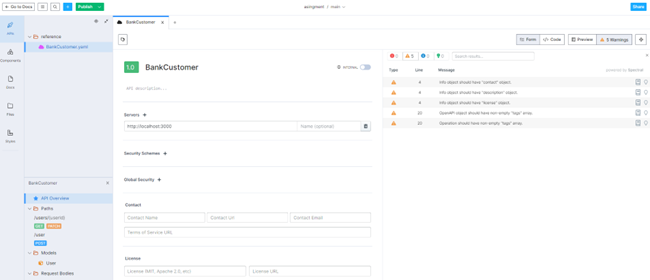 ← Go to Docs
Publish
asinghent / main
Share
APIs
Components
Docs
Files
Styles
reference
BankCustomer.yaml
BankCustomer
API Overview
Paths
/users/{userId}
GET PATCH
/user
POST
Models
User
Request Bodies
BankCustomer × +
Form Code Preview 5 Warnings
1.0 BankCustomer
INTERNAL
API description...
Servers +
http://localhost:3000 Name (optional)
Security Schemes +
Global Security +
Contact
Contact Name Contact Url Contact Email
Terms of Service URL
License
License (MIT, Apache 2.0, etc) License URL
0 5 0 0 Search results...
Type Line Message powered by Spectral
4 Info object should have "contact" object.
4 Info object should have "description" object.
4 Info object should have "license" object.
OpenAPI object should have non-empty "tags" array.
Operation should have non-empty "tags" array.